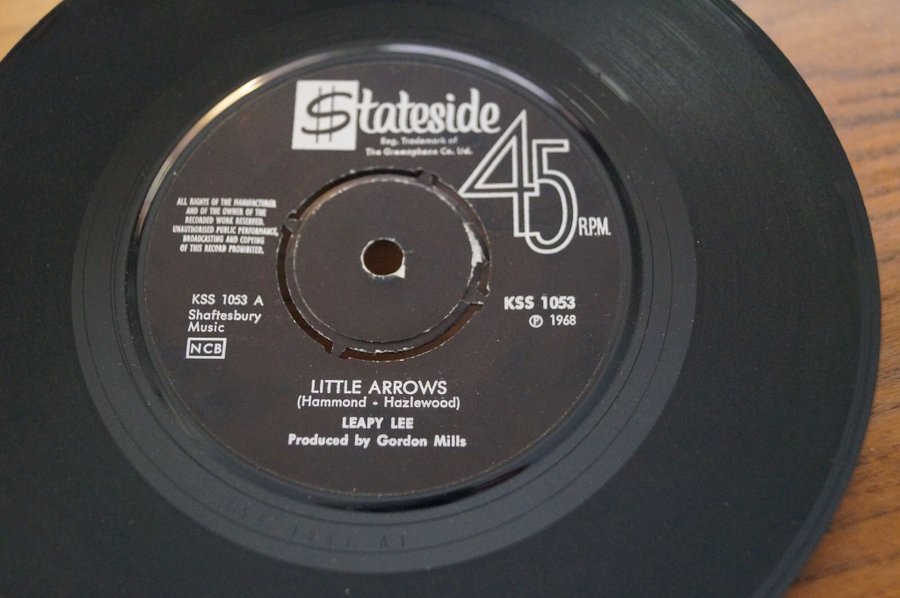 $tateside
Reg. Trademark of
The Gramophone Co. Ltd.
45
R.P.M.
ALL RIGHTS OF THE MANUFACTURER
AND OF THE OWNER OF THE
RECORDED WORK RESERVED.
UNAUTHORISED PUBLIC PERFORMANCE,
BROADCASTING AND COPYING
OF THIS RECORD PROHIBITED.
KSS 1053 A
Shaftesbury
Music
NCB
KSS 1053
℗ 1968
LITTLE ARROWS
(Hammond - Hazlewood)
LEAPY LEE
Produced by Gordon Mills